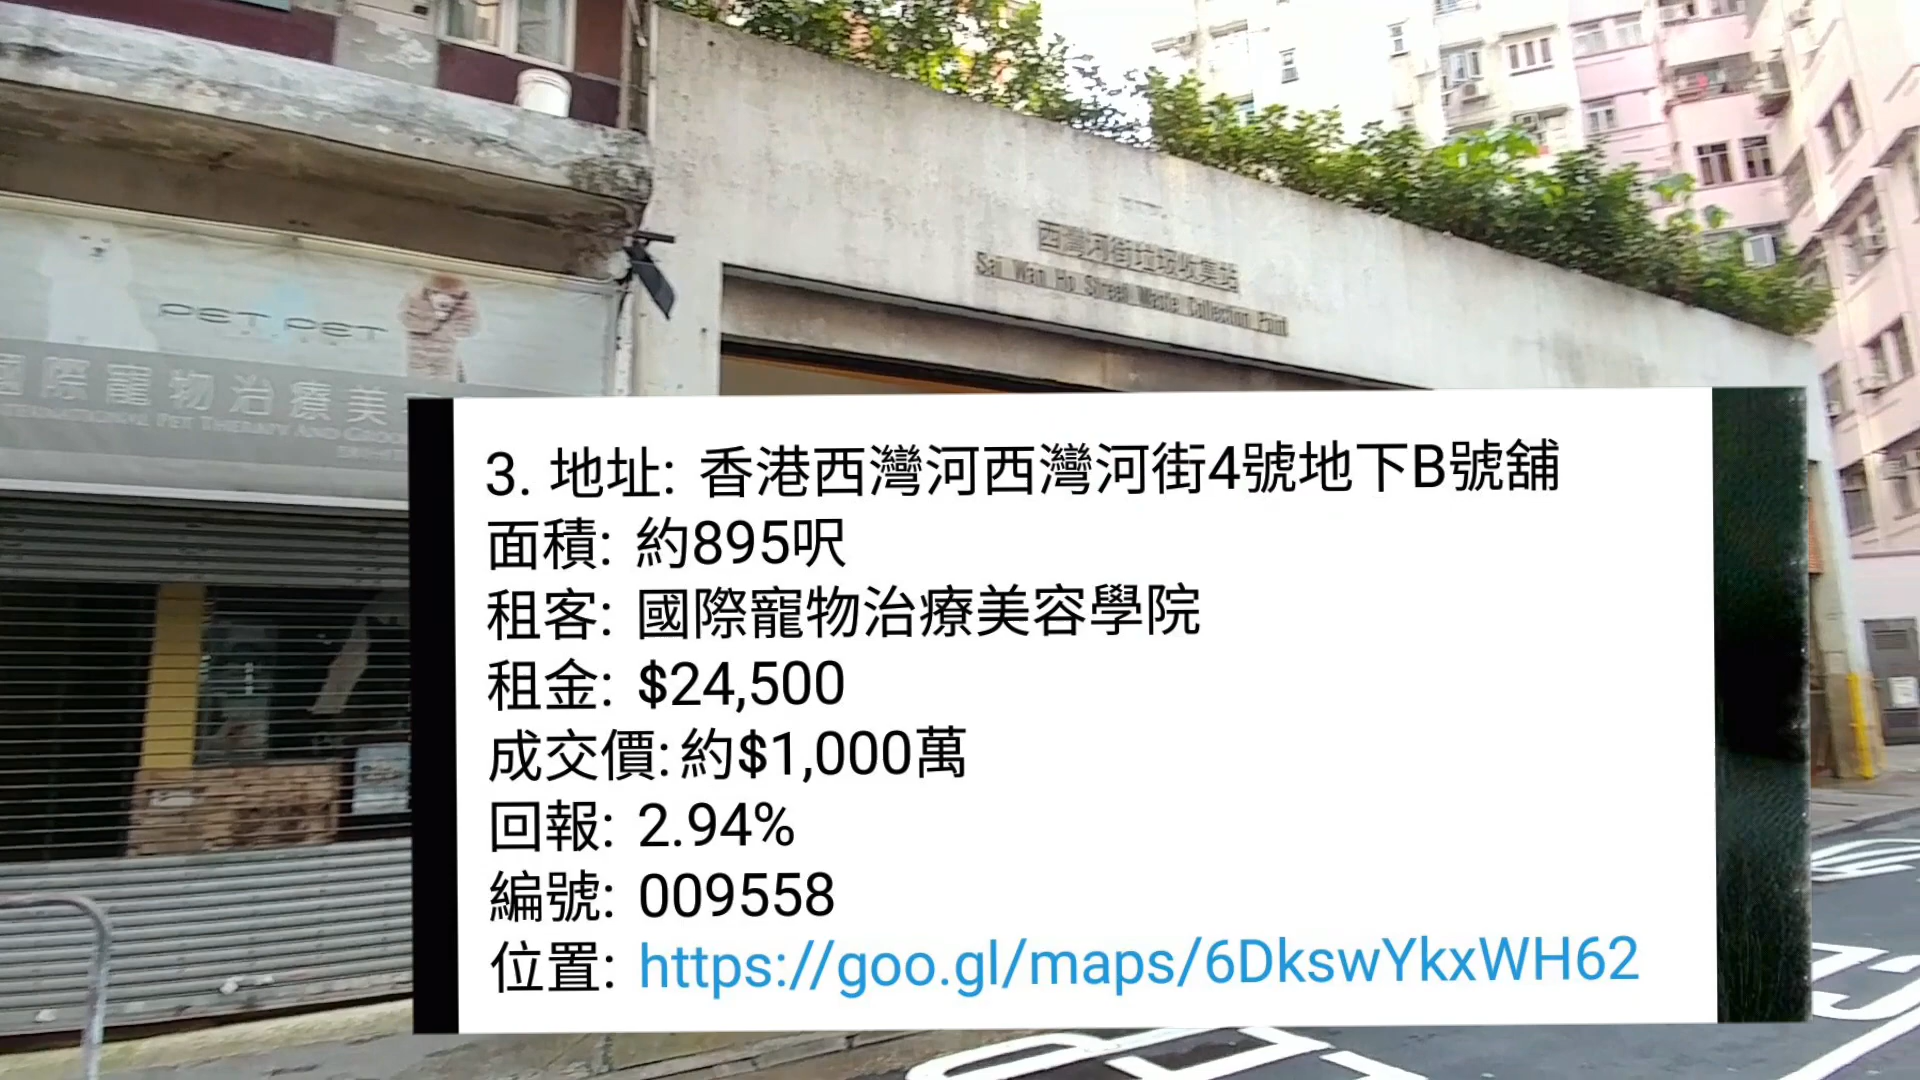 西灣河街垃圾收集站
Sai Wan Ho Street Waste Collection Point
PET PET
國際寵物治療美
INTERNATIONAL PET THERAPY AND
3. 地址: 香港西灣河西灣河街4號地下B號舖
面積: 約895呎
租客: 國際寵物治療美容學院
租金: $24,500
成交價: 約$1,000萬
回報: 2.94%
編號: 009558
位置: https://goo.gl/maps/6DkswYkxWH62